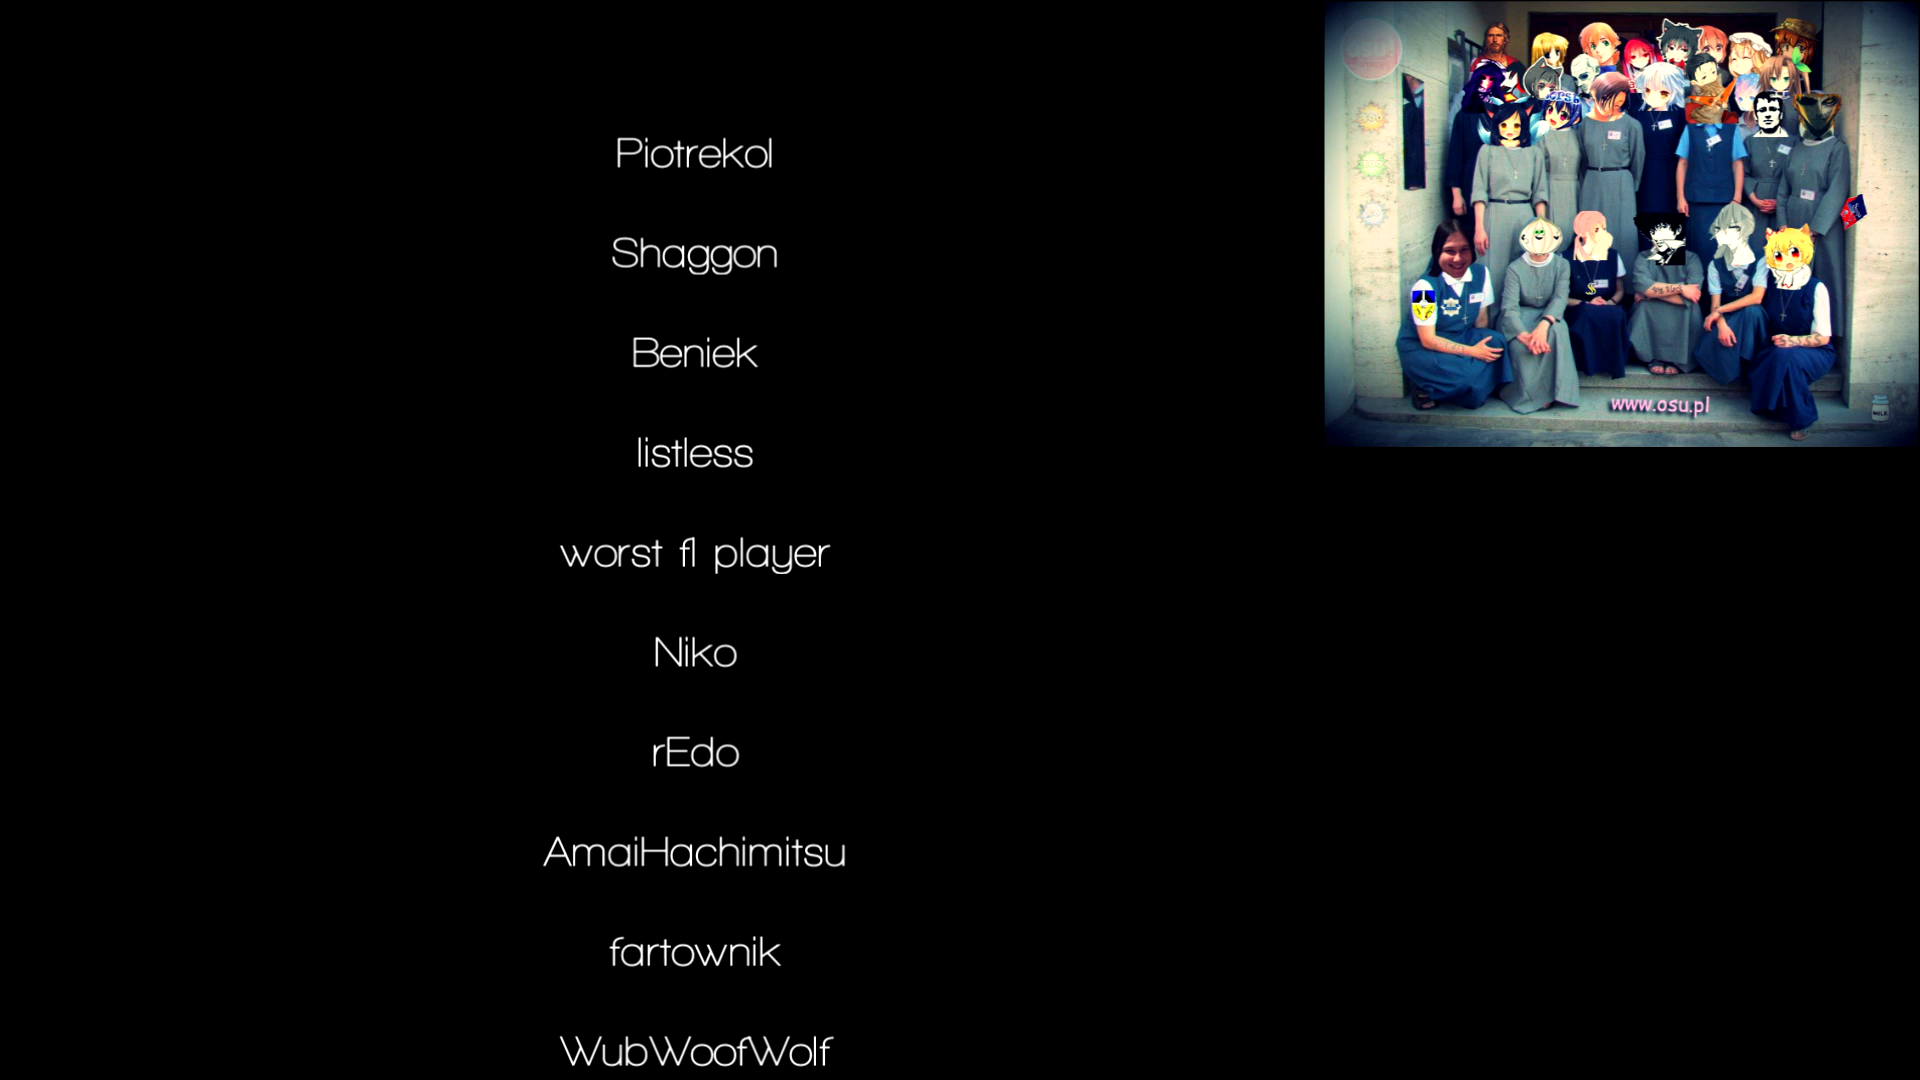 Piotrekol
Shaggon
Beniek
listless
worst fl player
Niko
rEdo
AmaiHachimitsu
fartownik
WubWoofWolf
www.osu.pl